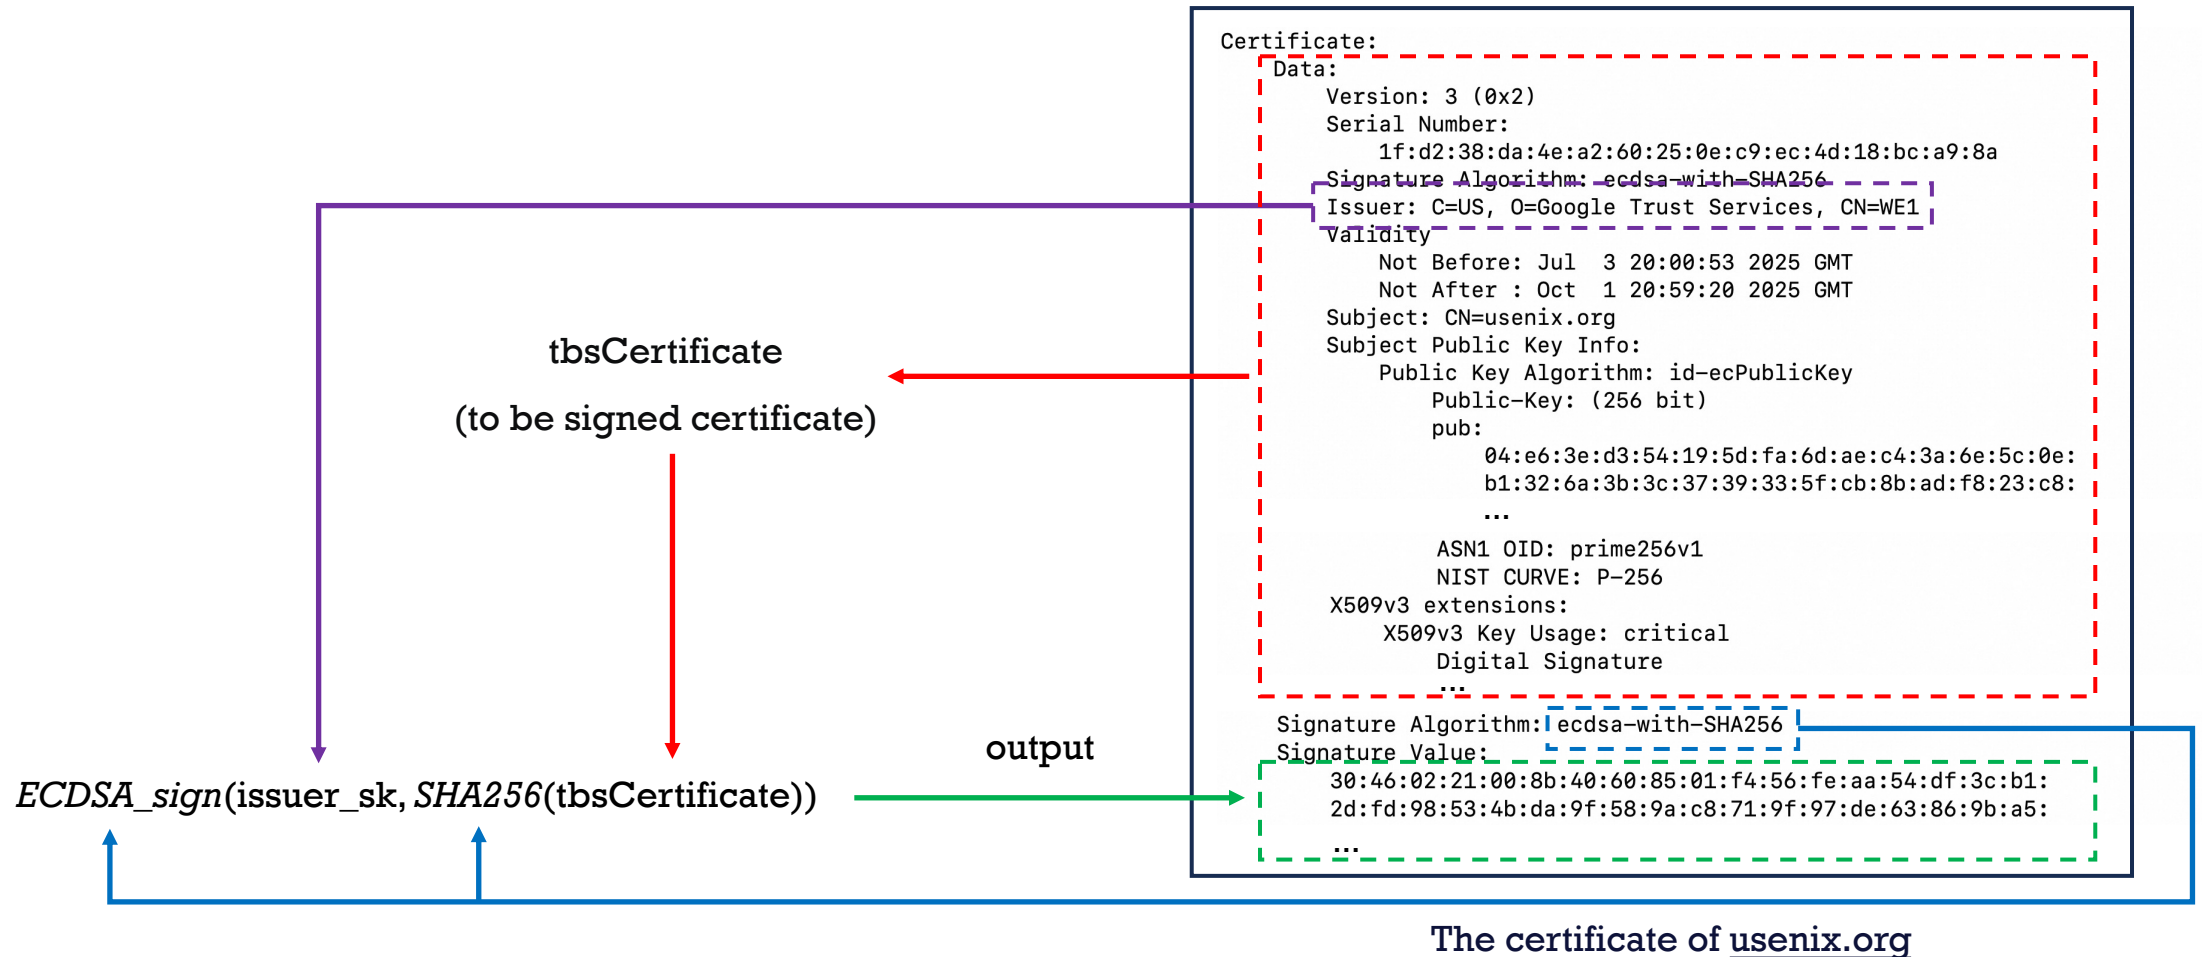 Certificate:
Data:
Version: 3 (0x2)
Serial Number:
1f:d2:38:da:4e:a2:60:25:0e:c9:ec:4d:18:bc:a9:8a
Signature Algorithm: ecdsa-with-SHA256
Issuer: C=US, O=Google Trust Services, CN=WE1
Validity
Not Before: Jul  3 20:00:53 2025 GMT
Not After : Oct  1 20:59:20 2025 GMT
Subject: CN=usenix.org
Subject Public Key Info:
Public Key Algorithm: id-ecPublicKey
Public-Key: (256 bit)
pub:
04:e6:3e:d3:54:19:5d:fa:6d:ae:c4:3a:6e:5c:0e:
b1:32:6a:3b:3c:37:39:33:5f:cb:8b:ad:f8:23:c8:
...
ASN1 OID: prime256v1
NIST CURVE: P-256
X509v3 extensions:
X509v3 Key Usage: critical
Digital Signature
...
Signature Algorithm: ecdsa-with-SHA256
Signature Value:
30:46:02:21:00:8b:40:60:85:01:f4:56:fe:aa:54:df:3c:b1:
2d:fd:98:53:4b:da:9f:58:9a:c8:71:9f:97:de:63:86:9b:a5:
...
tbsCertificate
(to be signed certificate)
output
ECDSA_sign(issuer_sk, SHA256(tbsCertificate))
The certificate of usenix.org